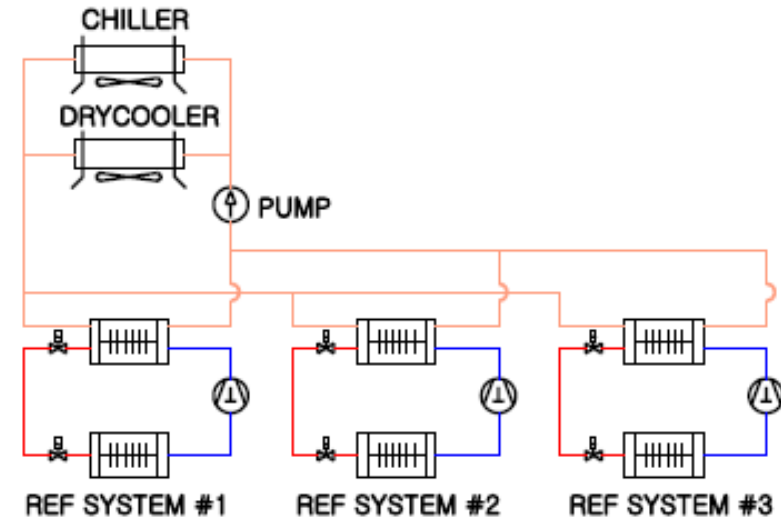 CHILLER
DRYCOOLER
PUMP
REF SYSTEM #1
REF SYSTEM #2
REF SYSTEM #3